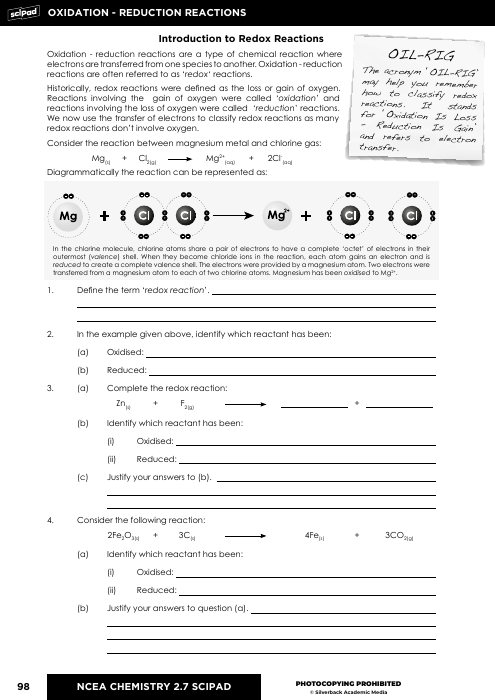 scipad
OXIDATION - REDUCTION REACTIONS
Introduction to Redox Reactions
Oxidation - reduction reactions are a type of chemical reaction where
electrons are transferred from one species to another. Oxidation - reduction
reactions are often referred to as ‘redox’ reactions.
Historically, redox reactions were defined as the loss or gain of oxygen.
Reactions involving the gain of oxygen were called ‘oxidation’ and
reactions involving the loss of oxygen were called ‘reduction’ reactions.
We now use the transfer of electrons to classify redox reactions as many
redox reactions don’t involve oxygen.
OIL-RIG
The acronym ‘OIL-RIG’
may help you remember
how to classify redox
reactions. It stands
for ‘Oxidation Is Loss
- Reduction Is Gain’
and refers to electron
transfer.
Consider the reaction between magnesium metal and chlorine gas:
Mg(s) + Cl2(g) Mg2+(aq) + 2Cl-(aq)
Diagrammatically the reaction can be represented as:
Mg + Cl Cl Mg2+ + Cl Cl
In the chlorine molecule, chlorine atoms share a pair of electrons to have a complete ‘octet’ of electrons in their
outermost (valence) shell. When they become chloride ions in the reaction, each atom gains an electron and is
reduced to create a complete valence shell. The electrons were provided by a magnesium atom. Two electrons were
transferred from a magnesium atom to each of two chlorine atoms. Magnesium has been oxidised to Mg2+.
1. Define the term ‘redox reaction’.
2. In the example given above, identify which reactant has been:
(a) Oxidised:
(b) Reduced:
3. (a) Complete the redox reaction:
Zn(s) + F2(g) +
(b) Identify which reactant has been:
(i) Oxidised:
(ii) Reduced:
(c) Justify your answers to (b).
4. Consider the following reaction:
2Fe2O3(s) + 3C(s) 4Fe(s) + 3CO2(g)
(a) Identify which reactant has been:
(i) Oxidised:
(ii) Reduced:
(b) Justify your answers to question (a).
98 NCEA CHEMISTRY 2.7 SCIPAD
PHOTOCOPYING PROHIBITED
© Silverback Academic Media